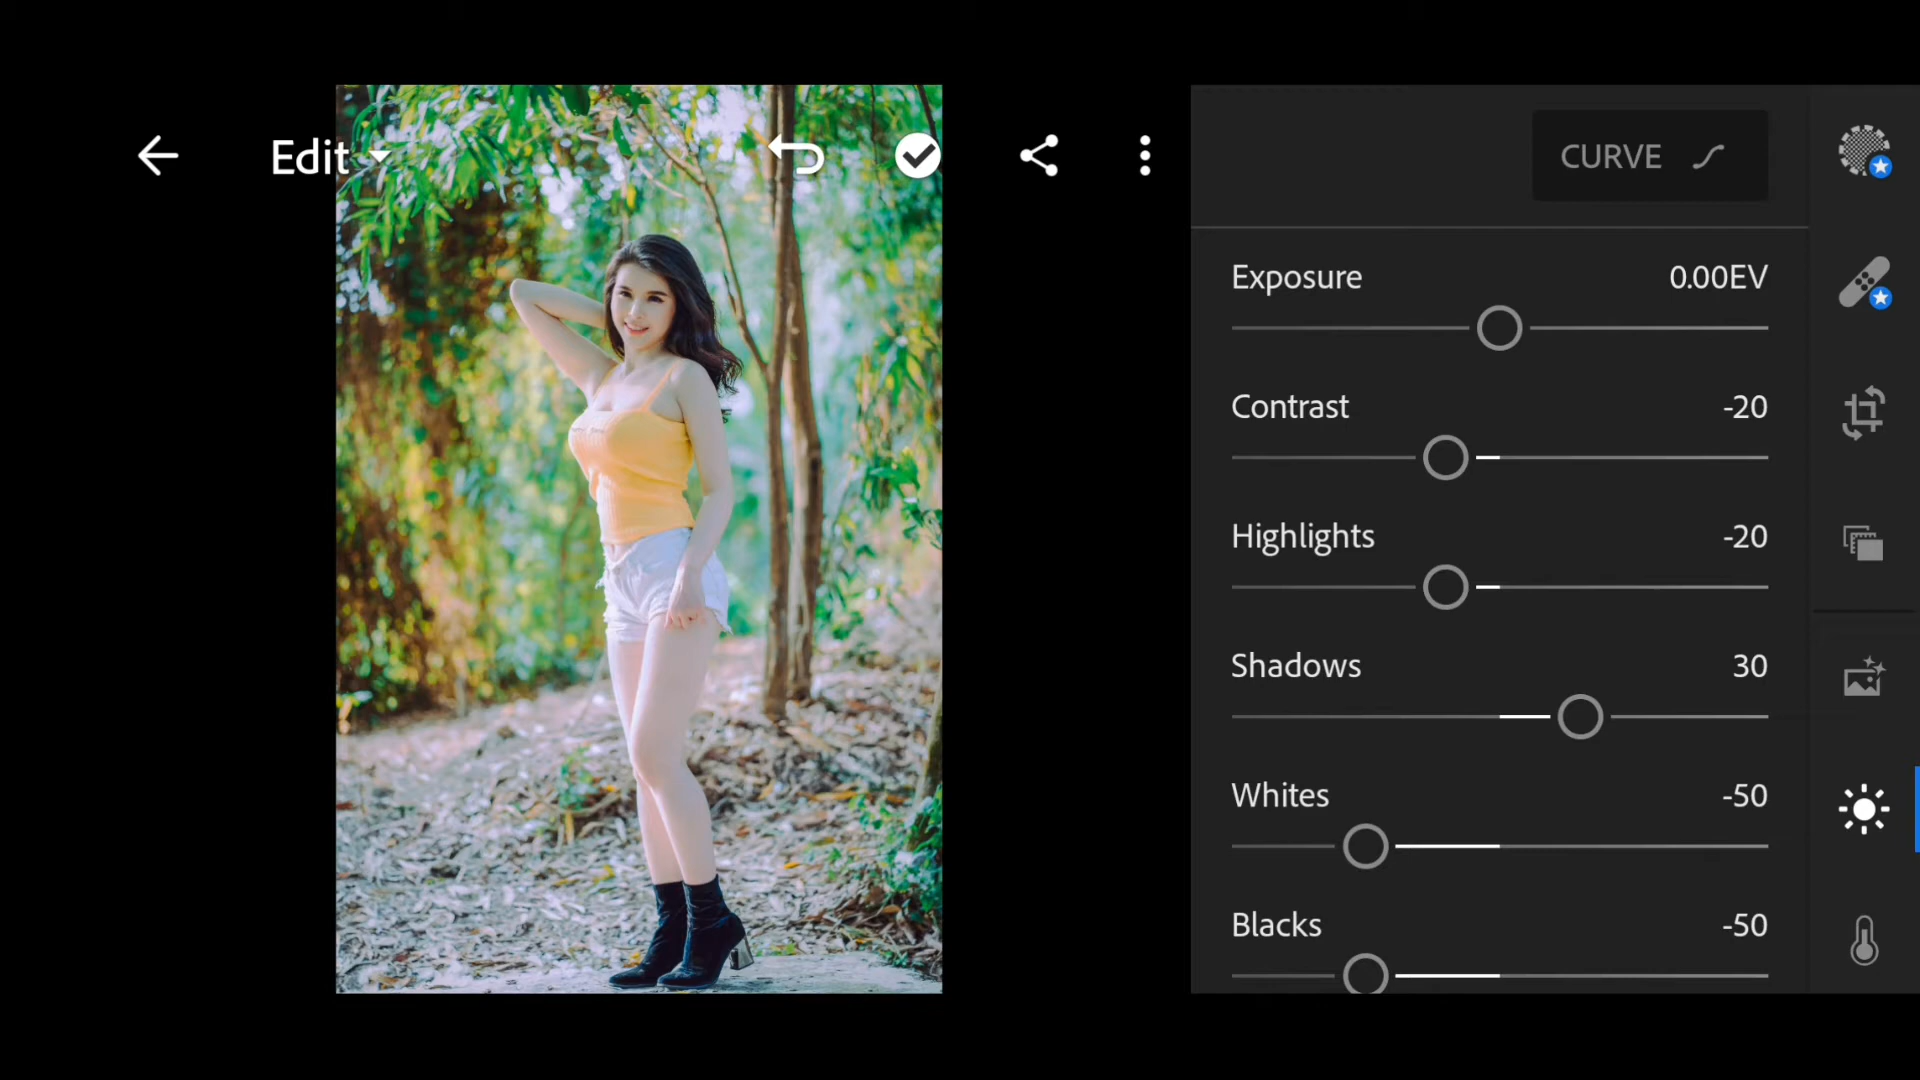 Edit
CURVE
Exposure 0.00EV
Contrast -20
Highlights -20
Shadows 30
Whites -50
Blacks -50